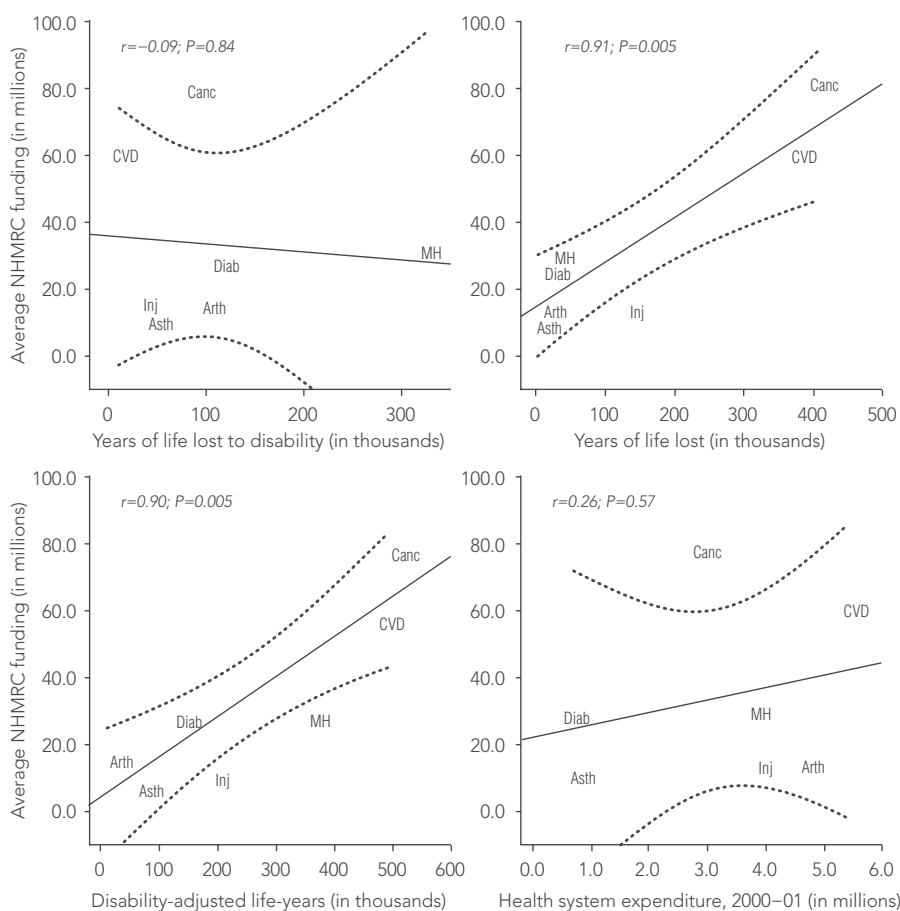 Average NHMRC funding (in millions)
100.0
80.0
60.0
40.0
20.0
0.0
r=−0.09; P=0.84
Canc
CVD
MH
Diab
Inj
Arth
Asth
0 100 200 300
Years of life lost to disability (in thousands)
100.0
80.0
60.0
40.0
20.0
0.0
r=0.91; P=0.005
Canc
CVD
MH
Diab
Arth
Inj
Asth
0 100 200 300 400 500
Years of life lost (in thousands)
Average NHMRC funding (in millions)
100.0
80.0
60.0
40.0
20.0
0.0
r=0.90; P=0.005
Canc
CVD
Diab
MH
Arth
Inj
Asth
0 100 200 300 400 500 600
Disability-adjusted life-years (in thousands)
100.0
80.0
60.0
40.0
20.0
0.0
r=0.26; P=0.57
Canc
CVD
Diab
MH
Asth
Inj
Arth
0.0 1.0 2.0 3.0 4.0 5.0 6.0
Health system expenditure, 2000–01 (in millions)